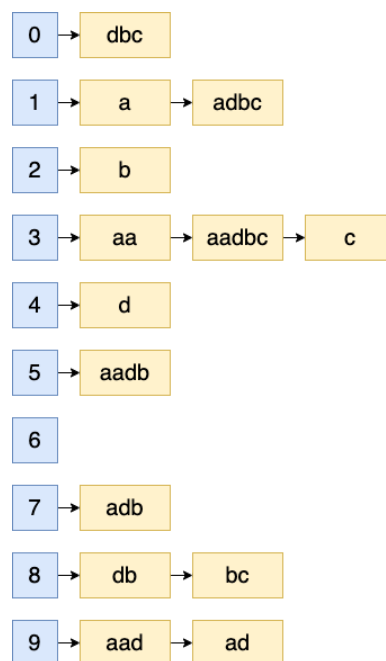 0 dbc
1 a adbc
2 b
3 aa aadbc c
4 d
5 aadb
6
7 adb
8 db bc
9 aad ad